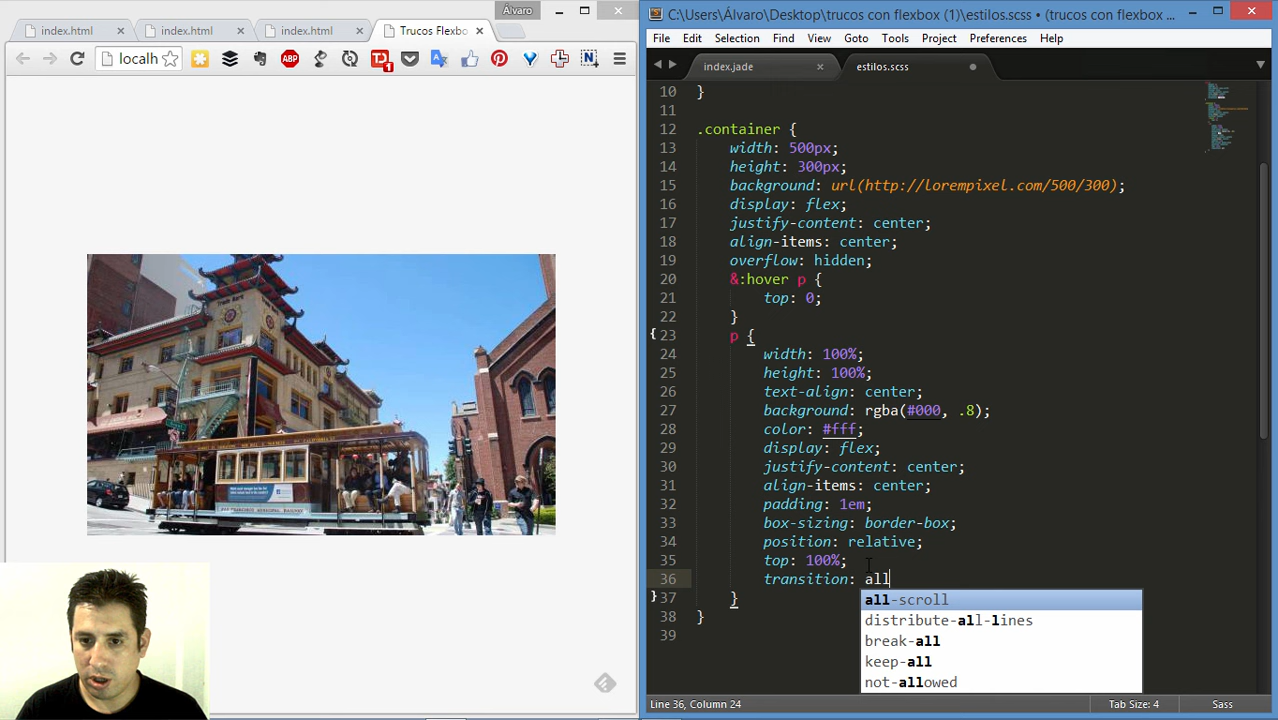 Alvaro
C:\Users\Álvaro\Desktop\trucos con flexbox (1)\estilos.scss • (trucos con flexbox ...
index.html
index.html
index.html
Trucos Flexbo
File Edit Selection Find View Goto Tools Project Preferences Help
localh
ABP
1
N
index.jade
estilos.scss
10 }
11
12 .container {
13 width: 500px;
14 height: 300px;
15 background: url(http://lorempixel.com/500/300);
16 display: flex;
17 justify-content: center;
18 align-items: center;
19 overflow: hidden;
20 &:hover p {
21 top: 0;
22 }
23 p {
24 width: 100%;
25 height: 100%;
26 text-align: center;
27 background: rgba(#000, .8);
28 color: #fff;
29 display: flex;
30 justify-content: center;
31 align-items: center;
32 padding: 1em;
33 box-sizing: border-box;
34 position: relative;
35 top: 100%;
36 transition: all
37 }
38 }
39
all-scroll
distribute-all-lines
break-all
keep-all
not-allowed
Line 36, Column 24
Tab Size: 4
Sass